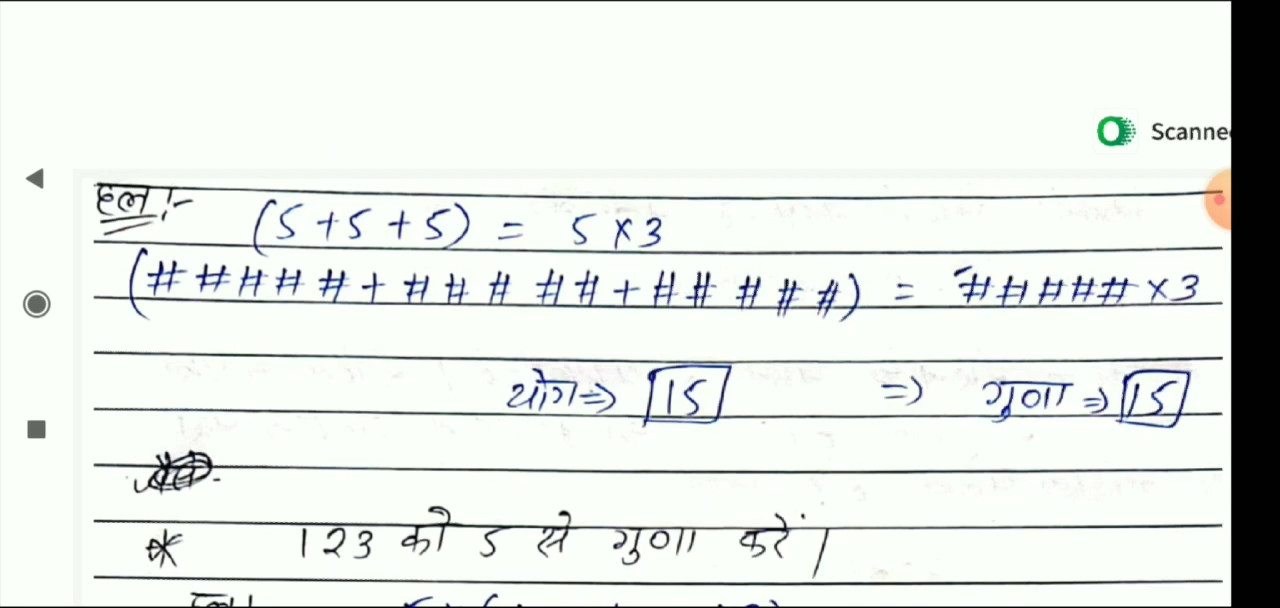 Scanne
हल :-
(5 + 5 + 5) = 5 × 3
(# # # # # + # # # # # + # # # # #) = # # # # # × 3
योग ⇒ 15 ⇒ गुणा ⇒ 15
* 123 को 5 से गुणा करें।